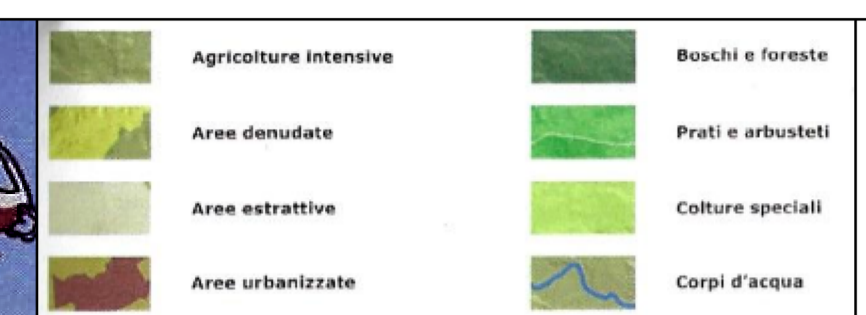 Agricolture intensive
Aree denudate
Aree estrattive
Aree urbanizzate
Boschi e foreste
Prati e arbusteti
Colture speciali
Corpi d'acqua